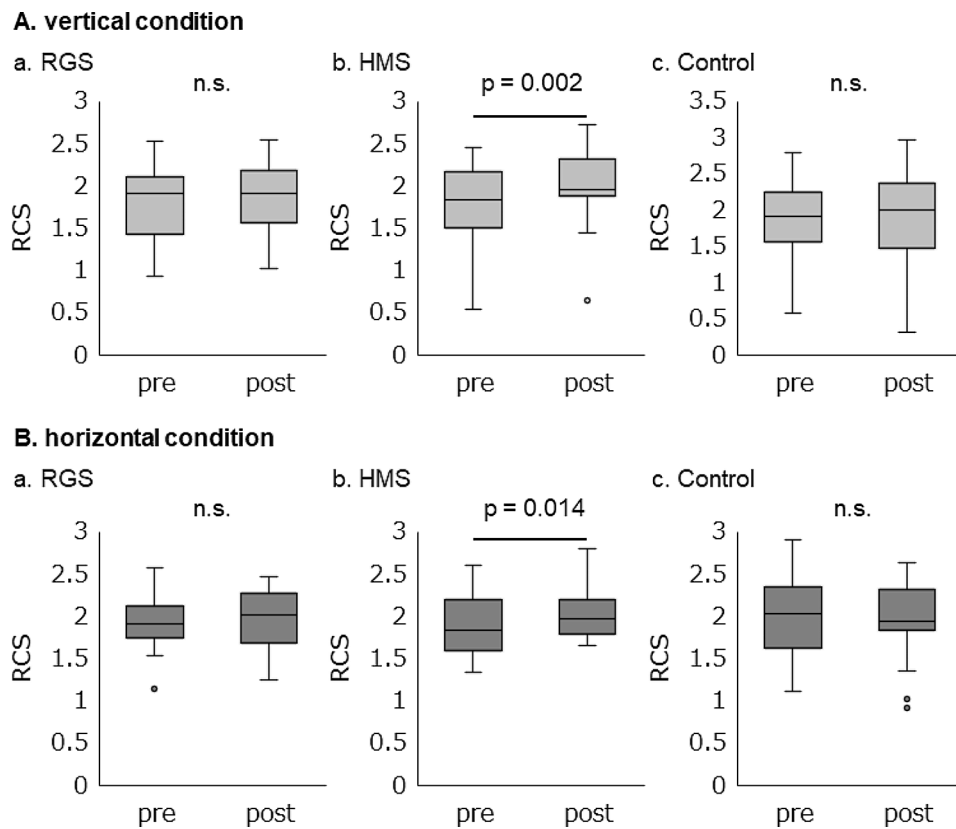 A. vertical condition
a. RGS
n.s.
3
2.5
2
1.5
1
0.5
0
RCS
pre post
b. HMS
p = 0.002
3
2.5
2
1.5
1
0.5
0
RCS
pre post
c. Control
n.s.
3.5
3
2.5
2
1.5
1
0.5
0
RCS
pre post
B. horizontal condition
a. RGS
n.s.
3
2.5
2
1.5
1
0.5
0
RCS
pre post
b. HMS
p = 0.014
3
2.5
2
1.5
1
0.5
0
RCS
pre post
c. Control
n.s.
3
2.5
2
1.5
1
0.5
0
RCS
pre post